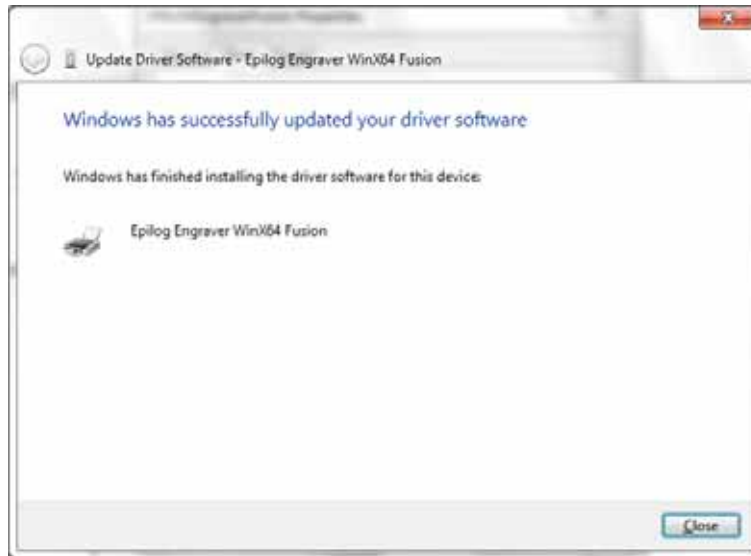 Update Driver Software - Epilog Engraver WinX64 Fusion
Windows has successfully updated your driver software
Windows has finished installing the driver software for this device:
Epilog Engraver WinX64 Fusion
Close